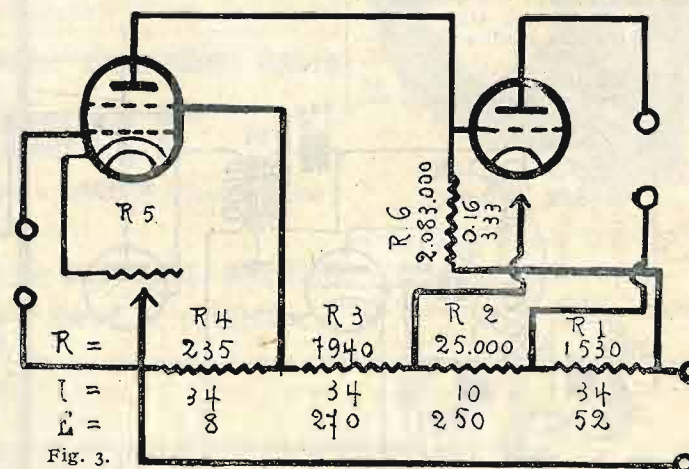 R 5.
R. 6
2.083.000
0.16
333
R 4 R 3 R 2 R 1
R = 235 7940 25.000 1530
I = 34 34 10 34
E = 8 270 250 52
Fig. 3.